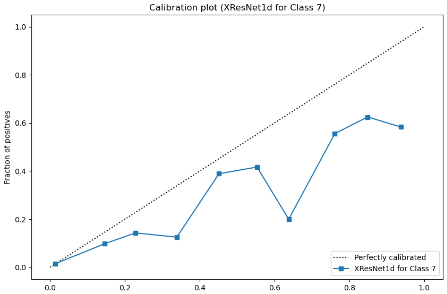 Calibration plot (XResNet1d for Class 7)
1.0
0.8
0.6
0.4
0.2
0.0
Fraction of positives
0.0 0.2 0.4 0.6 0.8 1.0
Perfectly calibrated
XResNet1d for Class 7